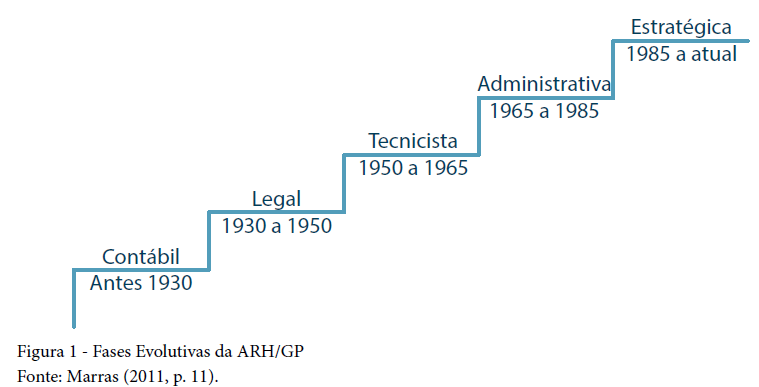 Estratégica
1985 a atual
Administrativa
1965 a 1985
Tecnicista
1950 a 1965
Legal
1930 a 1950
Contábil
Antes 1930
Figura 1 - Fases Evolutivas da ARH/GP
Fonte: Marras (2011, p. 11).